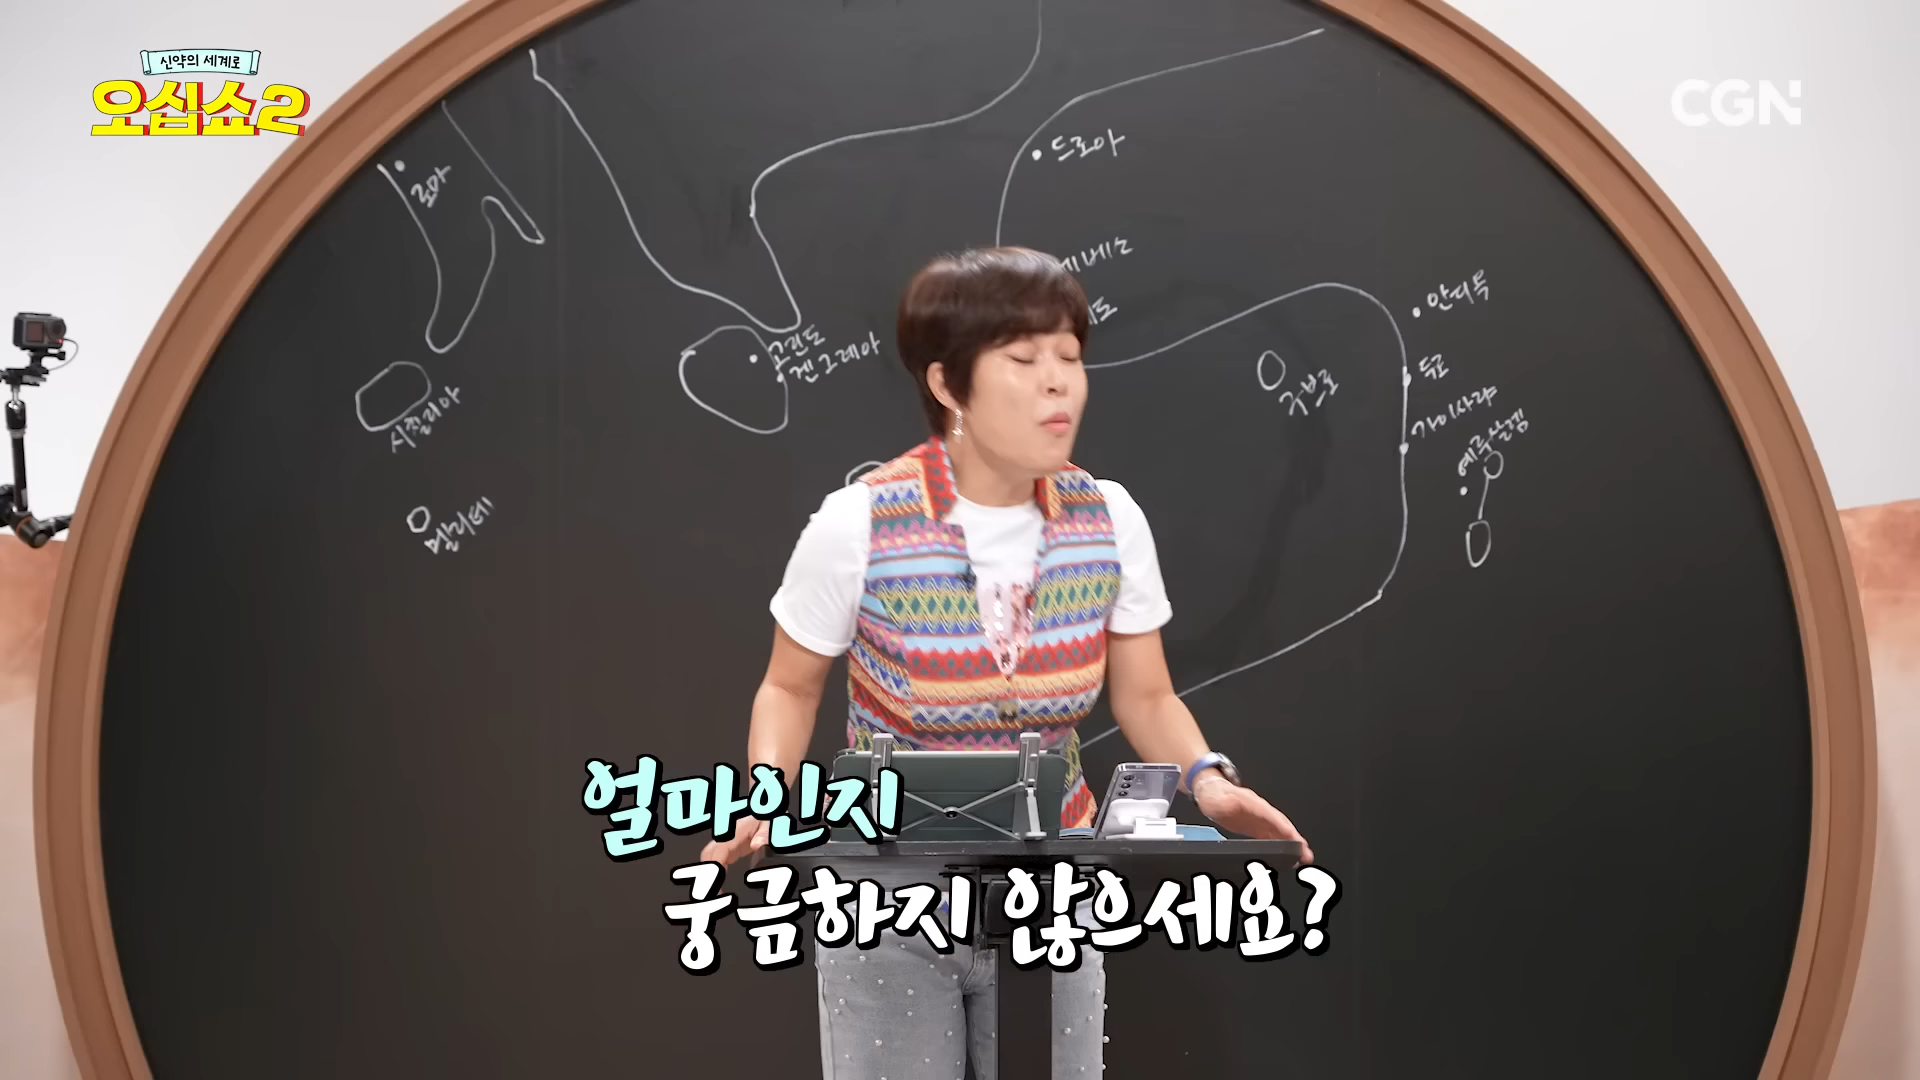 신약의 세계로
오십쇼2
CGN
로마
드로아
에베소
안디옥
두로
고린도
겐그레아
구브로
가이사랴
예루살렘
시칠리아
멜리데
얼마인지
궁금하지 않으세요?